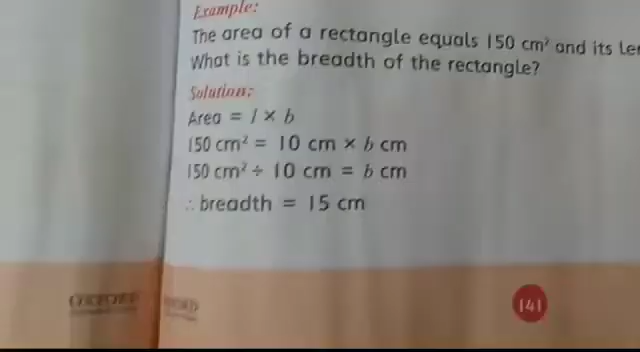 Example:
The area of a rectangle equals 150 cm² and its
What is the breadth of the rectangle?
Solution:
Area = l × b
150 cm² = 10 cm × b cm
150 cm² ÷ 10 cm = b cm
∴ breadth = 15 cm
141